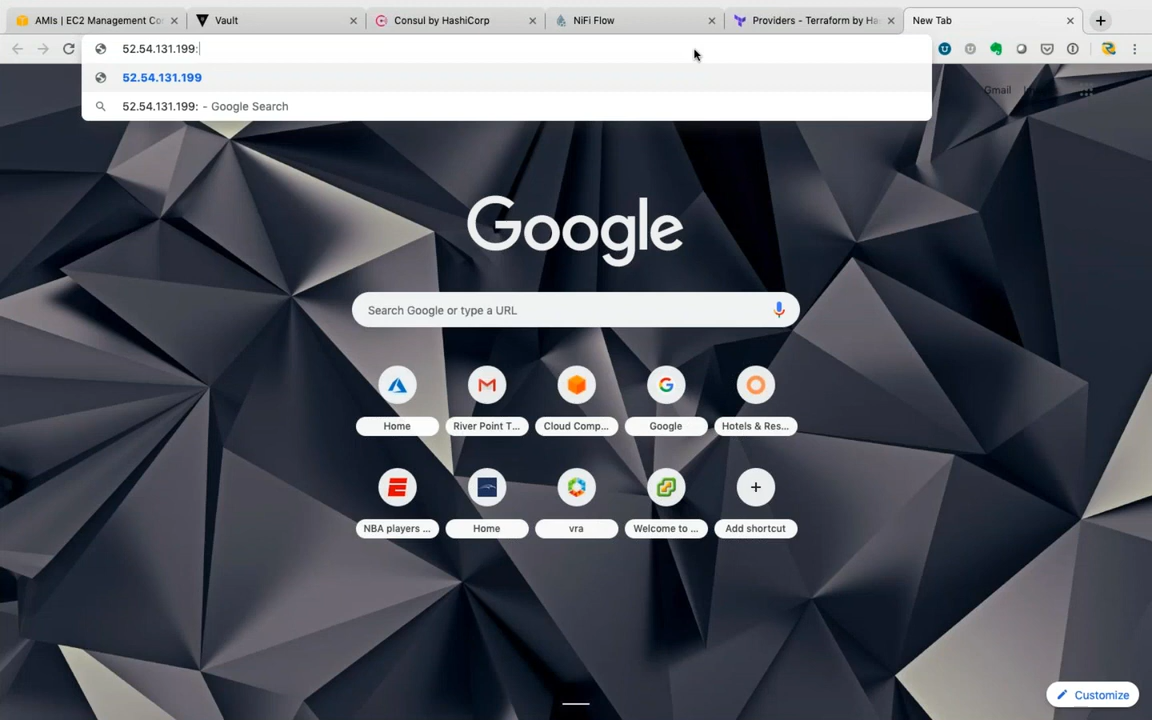 AMIs | EC2 Management Co
Vault
Consul by HashiCorp
NiFi Flow
Providers - Terraform by Ha
New Tab
52.54.131.199:
52.54.131.199
52.54.131.199: - Google Search
Gmail
Google
Search Google or type a URL
Home
River Point T...
Cloud Comp...
Google
Hotels & Res...
NBA players ...
Home
vra
Welcome to ...
Add shortcut
Customize